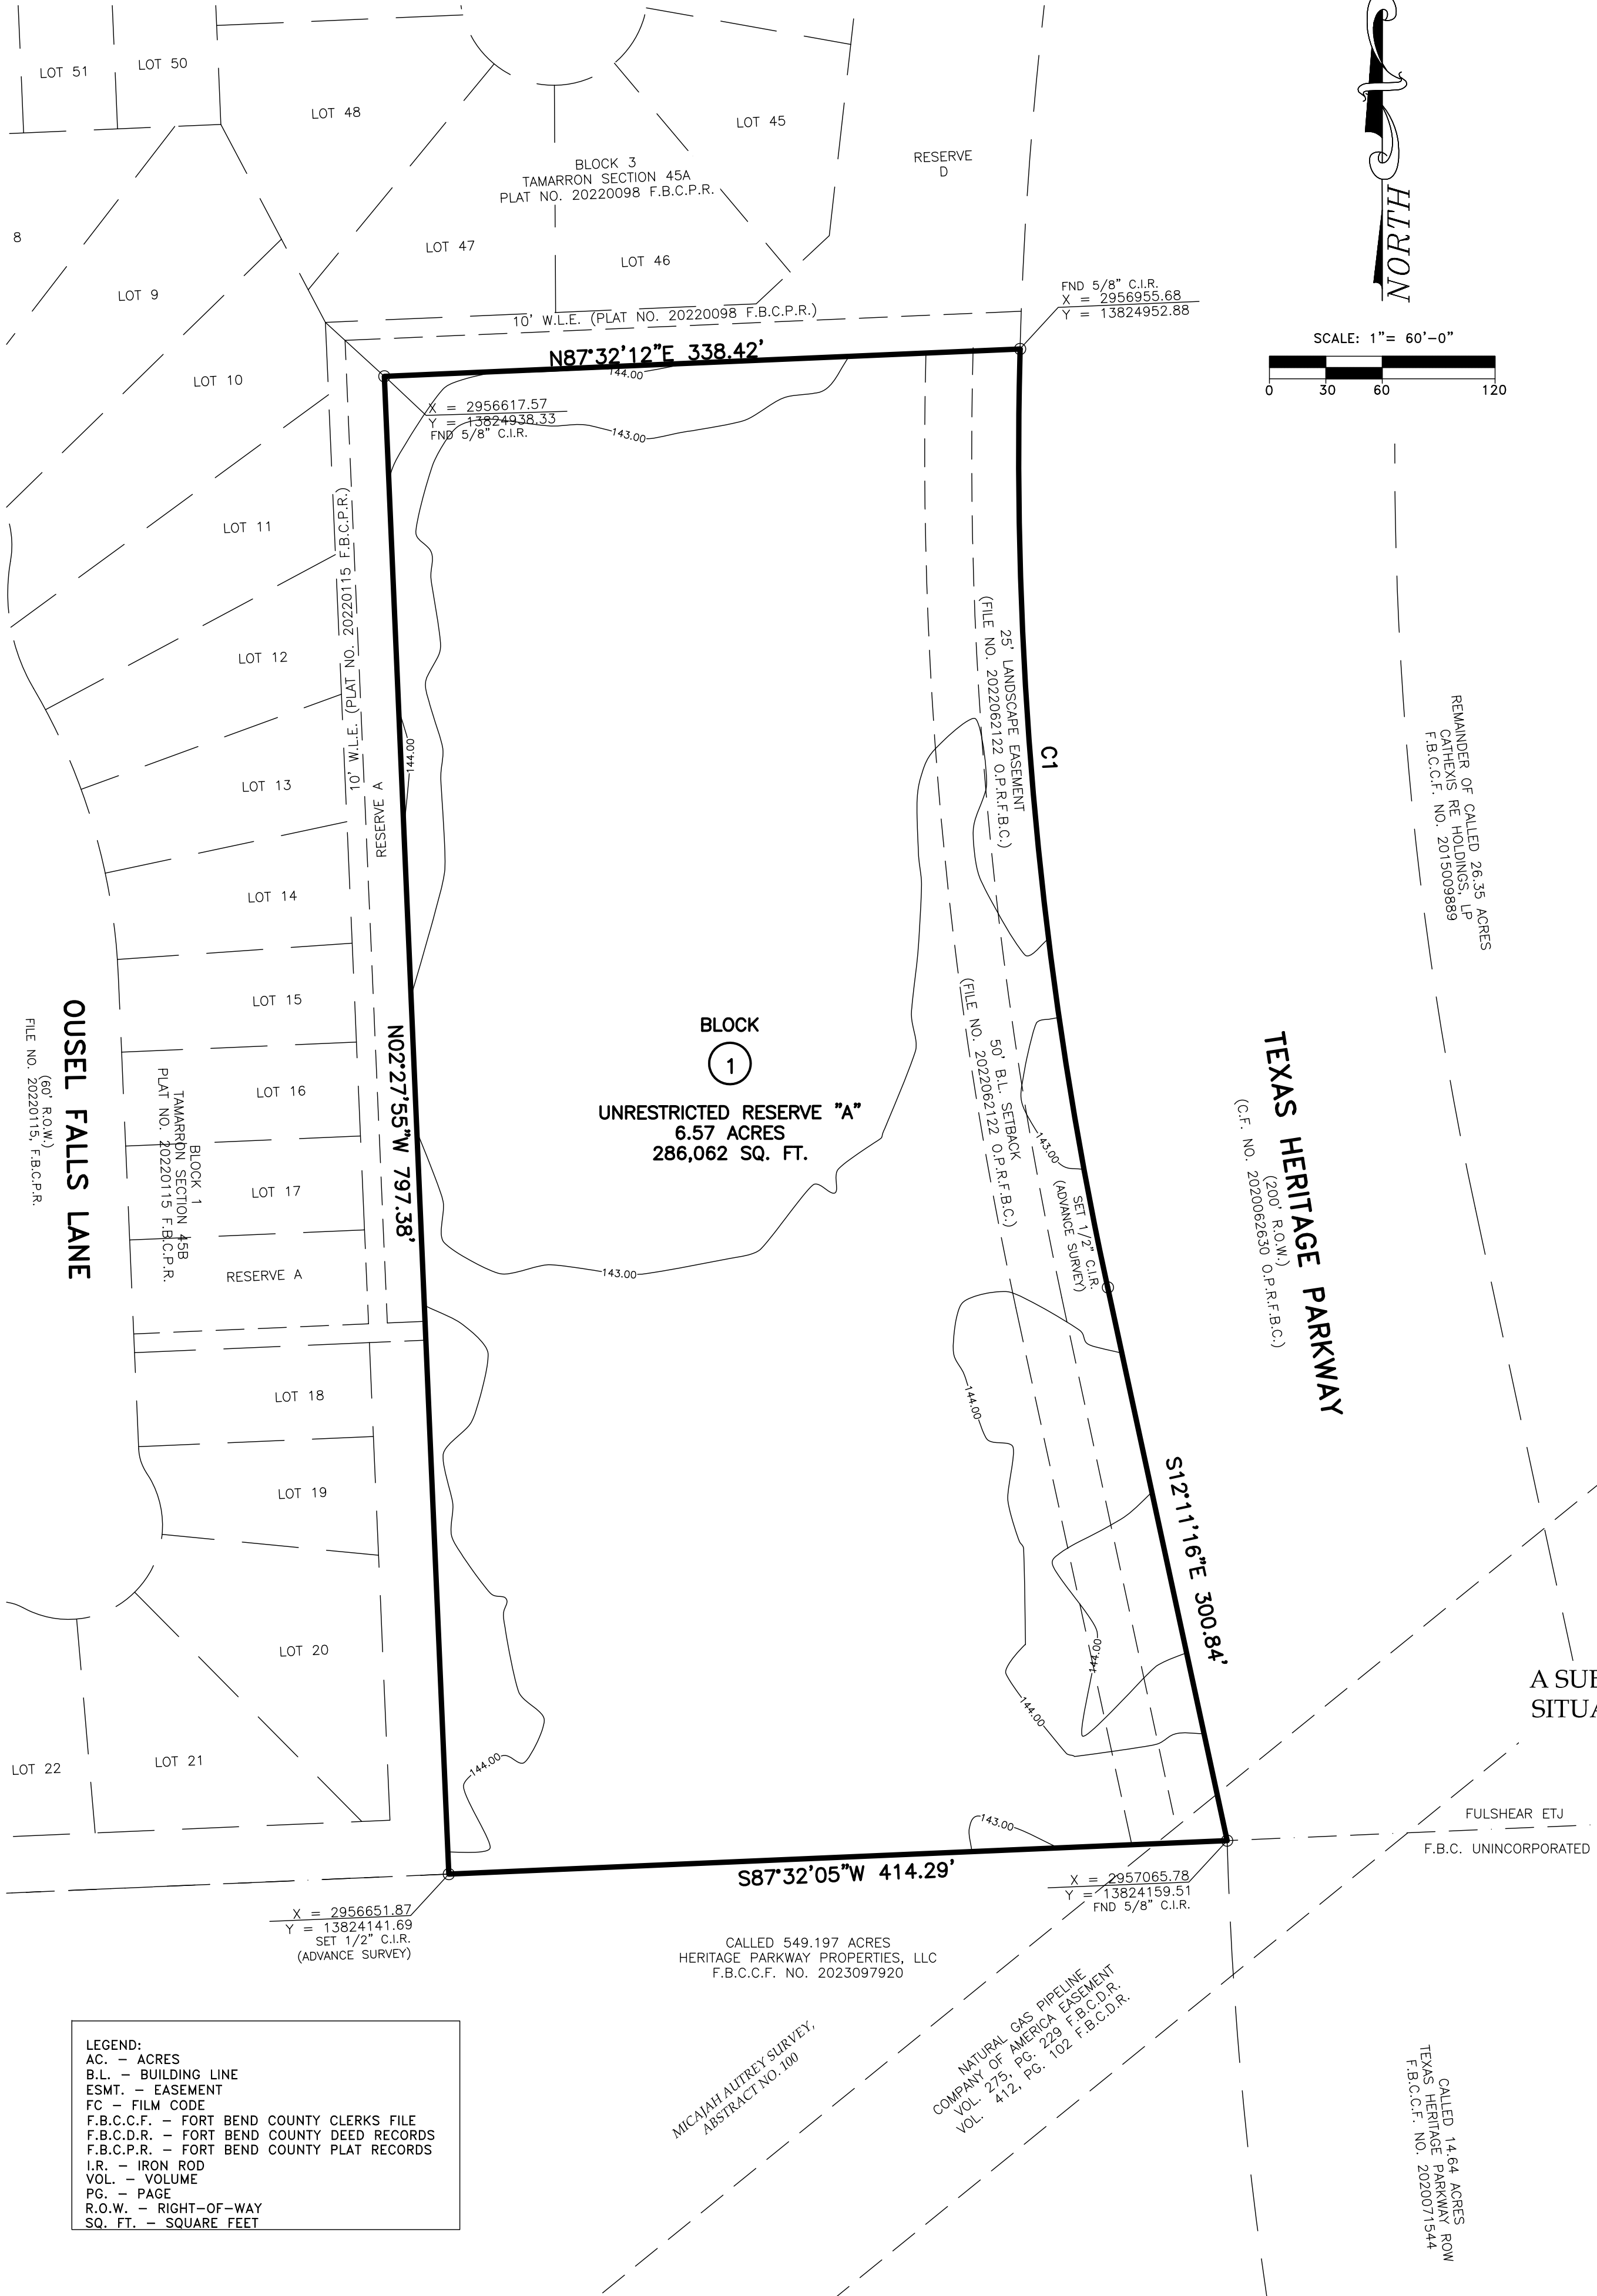 LOT 51
LOT 50
LOT 48
LOT 45
BLOCK 3
TAMARRON SECTION 45A
PLAT NO. 20220098 F.B.C.P.R.
RESERVE
D
NORTH
8
LOT 47
LOT 46
LOT 9
FND 5/8" C.I.R.
X = 2956955.68
Y = 13824952.88
10' W.L.E. (PLAT NO. 20220098 F.B.C.P.R.)
SCALE: 1"= 60'-0"
0 30 60 120
N87°32'12"E 338.42'
144.00
LOT 10
X = 2956617.57
Y = 13824938.33
FND 5/8" C.I.R.
143.00
LOT 11
10' W.L.E. (PLAT NO. 20220115 F.B.C.P.R.)
LOT 12
25' LANDSCAPE EASEMENT
(FILE NO. 2022062122 O.P.R.F.B.C.)
C1
REMAINDER OF CALLED 26.35 ACRES
CATHEXIS RE HOLDINGS, LP
F.B.C.C.F. NO. 2015009889
144.00
LOT 13
RESERVE A
LOT 14
LOT 15
OUSEL FALLS LANE
(60' R.O.W.)
FILE NO. 20220115, F.B.C.P.R.
N02°27'55"W 797.38'
BLOCK
1
UNRESTRICTED RESERVE "A"
6.57 ACRES
286,062 SQ. FT.
50' B.L. SETBACK
(FILE NO. 2022062122 O.P.R.F.B.C.)
TEXAS HERITAGE PARKWAY
(200' R.O.W.)
(C.F. NO. 2020062630 O.P.R.F.B.C.)
LOT 16
BLOCK 1
TAMARRON SECTION 45B
PLAT NO. 20220115 F.B.C.P.R.
143.00
LOT 17
SET 1/2" C.I.R.
(ADVANCE SURVEY)
RESERVE A
143.00
LOT 18
144.00
LOT 19
S12°11'16"E 300.84'
LOT 20
144.00
A SUB
SITUA
144.00
LOT 22
LOT 21
144.00
143.00
FULSHEAR ETJ
F.B.C. UNINCORPORATED
S87°32'05"W 414.29'
X = 2957065.78
Y = 13824159.51
FND 5/8" C.I.R.
X = 2956651.87
Y = 13824141.69
SET 1/2" C.I.R.
(ADVANCE SURVEY)
CALLED 549.197 ACRES
HERITAGE PARKWAY PROPERTIES, LLC
F.B.C.C.F. NO. 2023097920
MICAJAH AUTREY SURVEY,
ABSTRACT NO. 100
NATURAL GAS PIPELINE
COMPANY OF AMERICA EASEMENT
VOL. 275, PG. 229 F.B.C.D.R.
VOL. 412, PG. 102 F.B.C.D.R.
CALLED 14.64 ACRES
TEXAS HERITAGE PARKWAY ROW
F.B.C.C.F. NO. 2020071544
LEGEND:
AC. - ACRES
B.L. - BUILDING LINE
ESMT. - EASEMENT
FC - FILM CODE
F.B.C.C.F. - FORT BEND COUNTY CLERKS FILE
F.B.C.D.R. - FORT BEND COUNTY DEED RECORDS
F.B.C.P.R. - FORT BEND COUNTY PLAT RECORDS
I.R. - IRON ROD
VOL. - VOLUME
PG. - PAGE
R.O.W. - RIGHT-OF-WAY
SQ. FT. - SQUARE FEET